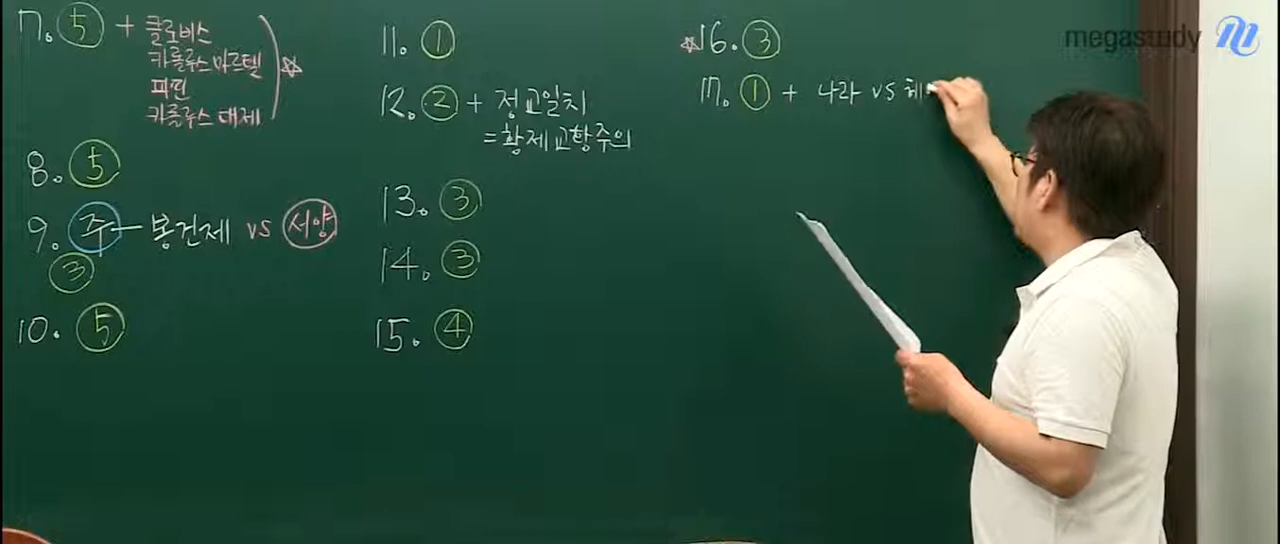 7. ⑤ + 클로비스
카롤루스 마르텔
피핀
카롤루스 대제
8. ⑤
9. 주 - 봉건제 vs 서양
③
10. ⑤
11. ①
12. ② + 정교일치
= 황제교황주의
13. ③
14. ③
15. ④
☆16. ③
17. ① + 나라 vs
megastudy